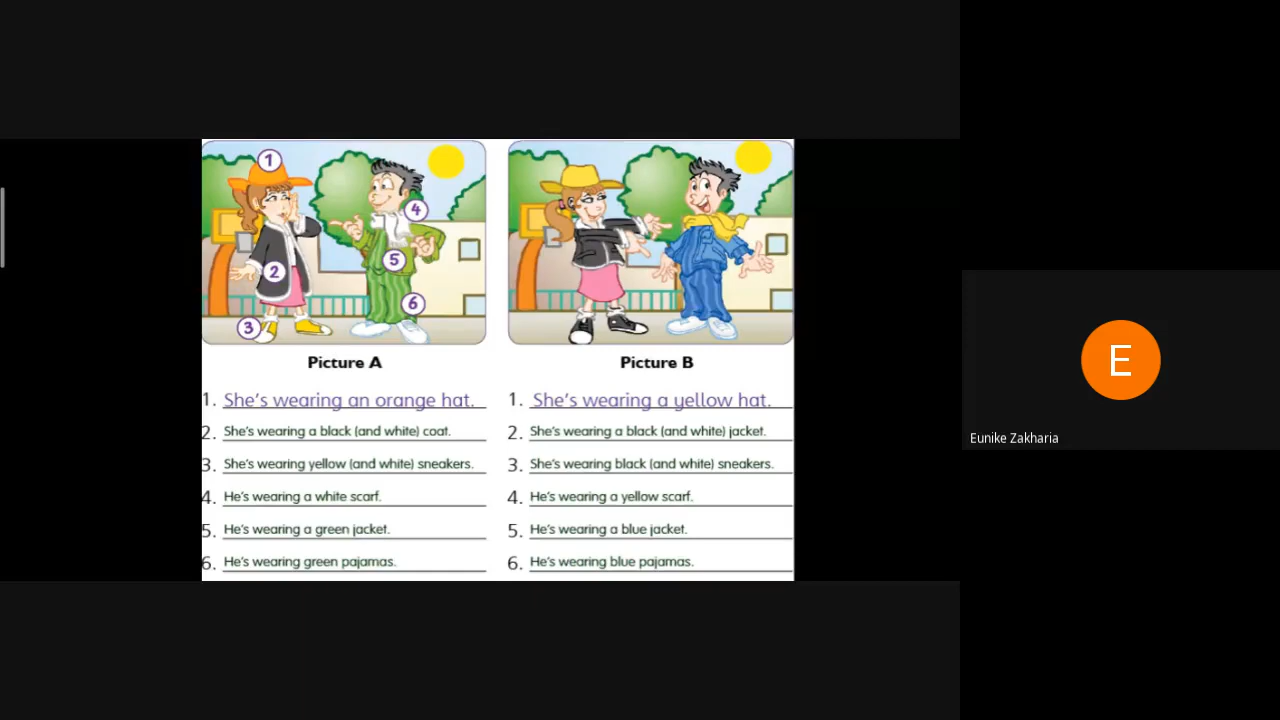 1
2
3
4
5
6
Picture A
1. She's wearing an orange hat.
2. She's wearing a black (and white) coat.
3. She's wearing yellow (and white) sneakers.
4. He's wearing a white scarf.
5. He's wearing a green jacket.
6. He's wearing green pajamas.
Picture B
1. She's wearing a yellow hat.
2. She's wearing a black (and white) jacket.
3. She's wearing black (and white) sneakers.
4. He's wearing a yellow scarf.
5. He's wearing a blue jacket.
6. He's wearing blue pajamas.
E
Eunike Zakharia